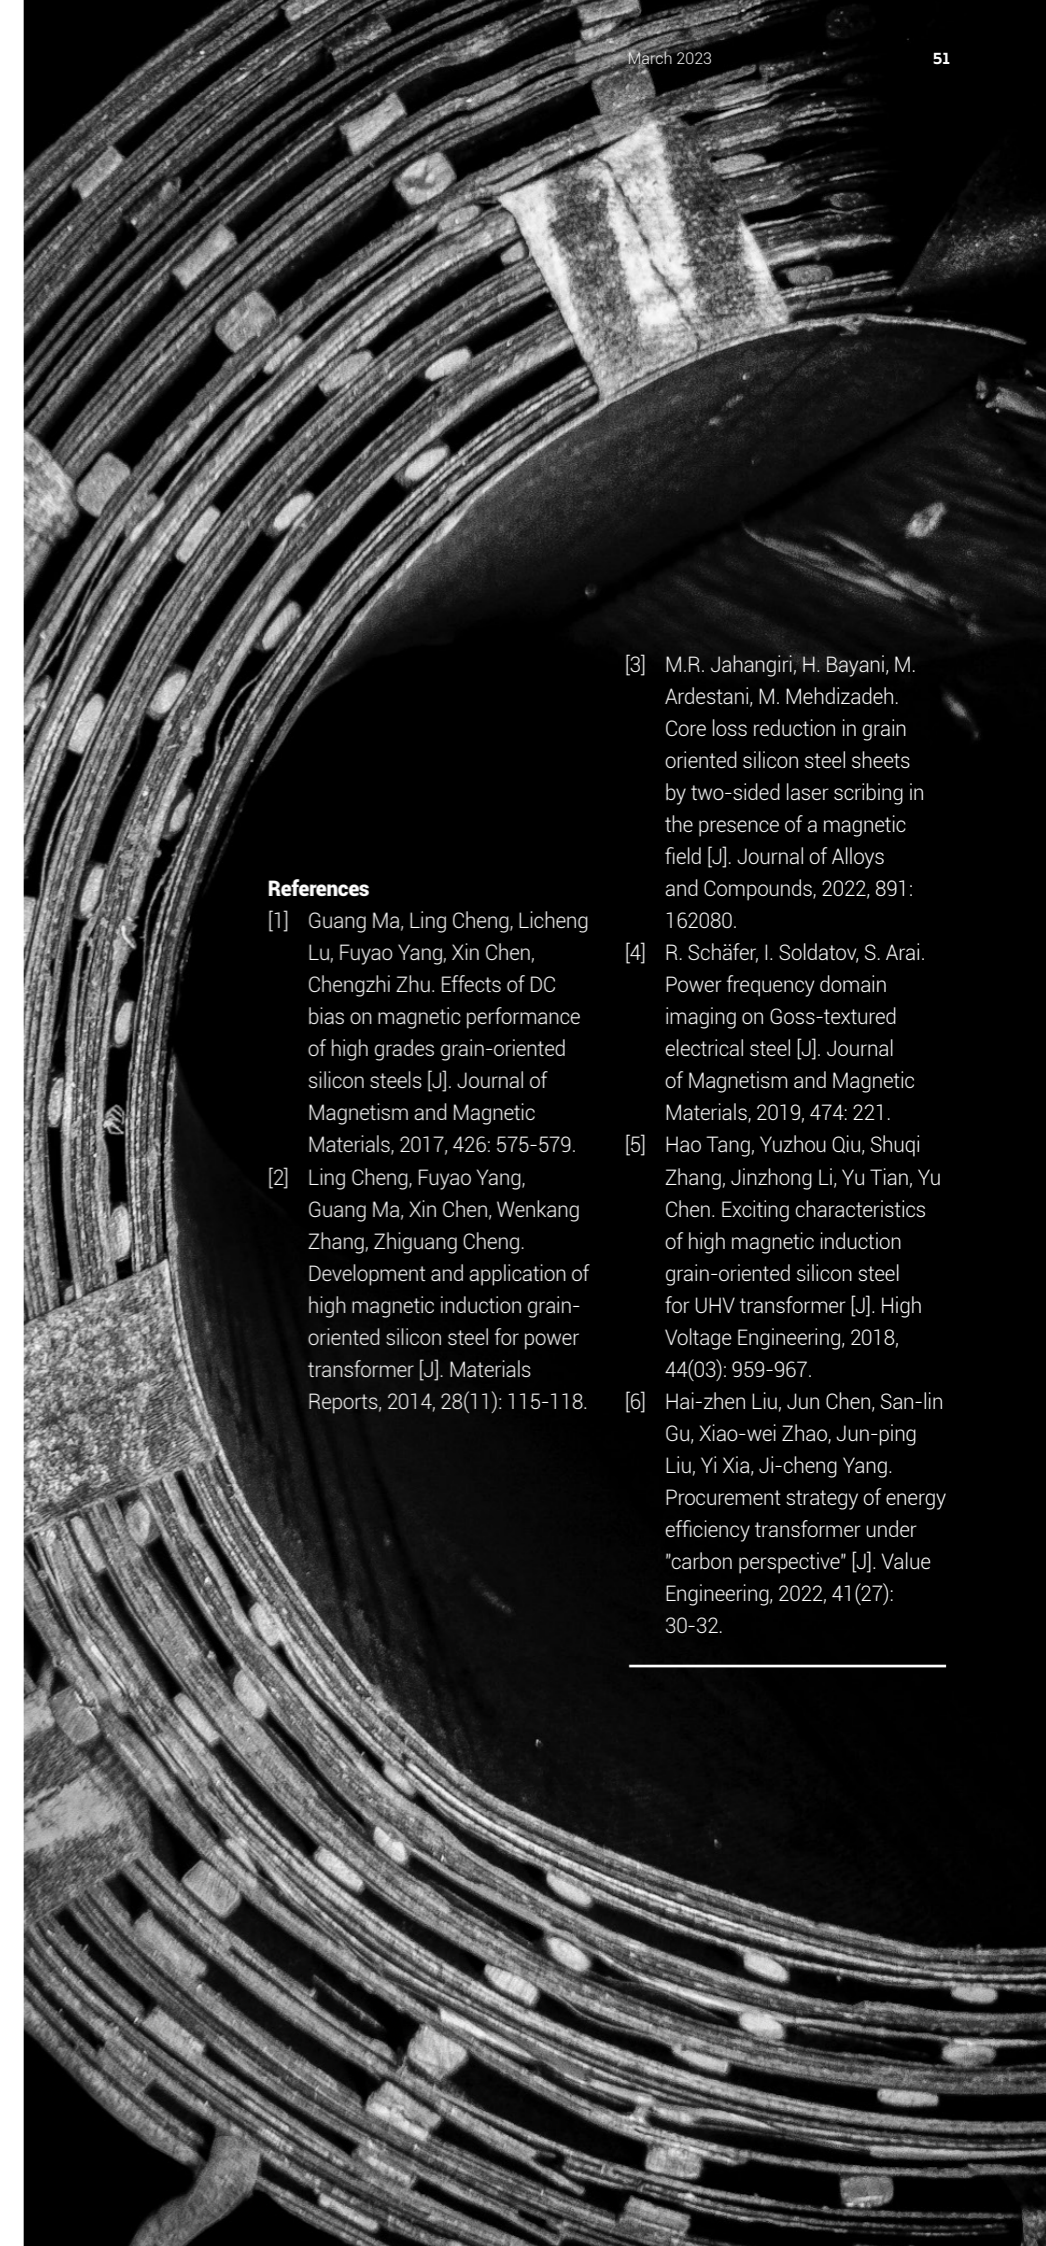 March 2023
51
References
[1] Guang Ma, Ling Cheng, Licheng
Lu, Fuyao Yang, Xin Chen,
Chengzhi Zhu. Effects of DC
bias on magnetic performance
of high grades grain-oriented
silicon steels [J]. Journal of
Magnetism and Magnetic
Materials, 2017, 426: 575-579.
[2] Ling Cheng, Fuyao Yang,
Guang Ma, Xin Chen, Wenkang
Zhang, Zhiguang Cheng.
Development and application of
high magnetic induction grain-
oriented silicon steel for power
transformer [J]. Materials
Reports, 2014, 28(11): 115-118.
[3] M.R. Jahangiri, H. Bayani, M.
Ardestani, M. Mehdizadeh.
Core loss reduction in grain
oriented silicon steel sheets
by two-sided laser scribing in
the presence of a magnetic
field [J]. Journal of Alloys
and Compounds, 2022, 891:
162080.
[4] R. Schäfer, I. Soldatov, S. Arai.
Power frequency domain
imaging on Goss-textured
electrical steel [J]. Journal
of Magnetism and Magnetic
Materials, 2019, 474: 221.
[5] Hao Tang, Yuzhou Qiu, Shuqi
Zhang, Jinzhong Li, Yu Tian, Yu
Chen. Exciting characteristics
of high magnetic induction
grain-oriented silicon steel
for UHV transformer [J]. High
Voltage Engineering, 2018,
44(03): 959-967.
[6] Hai-zhen Liu, Jun Chen, San-lin
Gu, Xiao-wei Zhao, Jun-ping
Liu, Yi Xia, Ji-cheng Yang.
Procurement strategy of energy
efficiency transformer under
"carbon perspective" [J]. Value
Engineering, 2022, 41(27):
30-32.